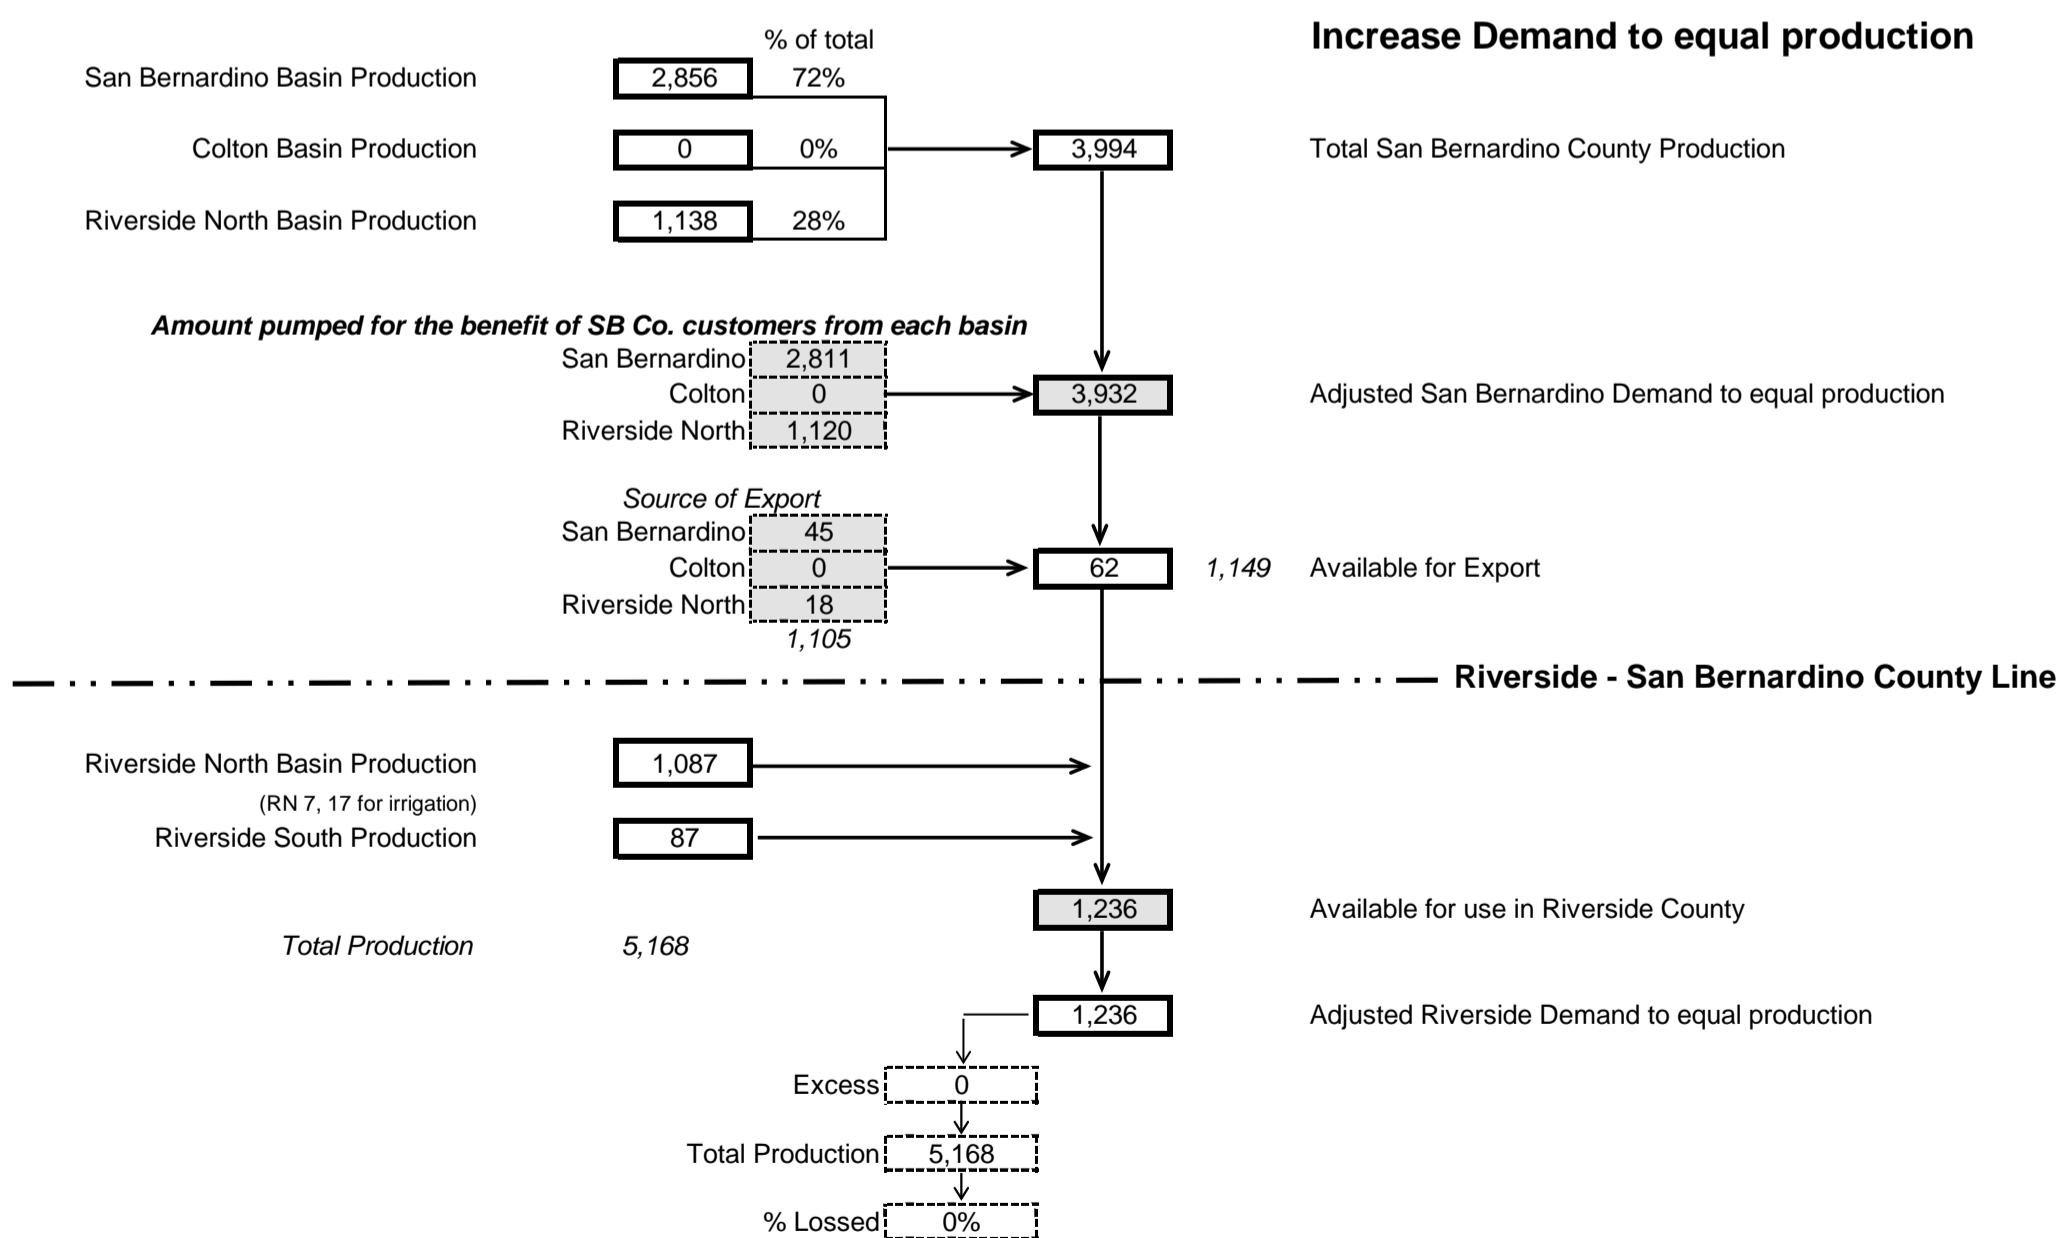 Increase Demand to equal production
% of total
San Bernardino Basin Production 2,856 72%
Colton Basin Production 0 0% 3,994 Total San Bernardino County Production
Riverside North Basin Production 1,138 28%
Amount pumped for the benefit of SB Co. customers from each basin
San Bernardino 2,811
Colton 0 3,932 Adjusted San Bernardino Demand to equal production
Riverside North 1,120
Source of Export
San Bernardino 45
Colton 0 62 1,149 Available for Export
Riverside North 18
1,105
Riverside - San Bernardino County Line
Riverside North Basin Production 1,087
(RN 7, 17 for irrigation)
Riverside South Production 87
1,236 Available for use in Riverside County
Total Production 5,168
1,236 Adjusted Riverside Demand to equal production
Excess 0
Total Production 5,168
% Lossed 0%